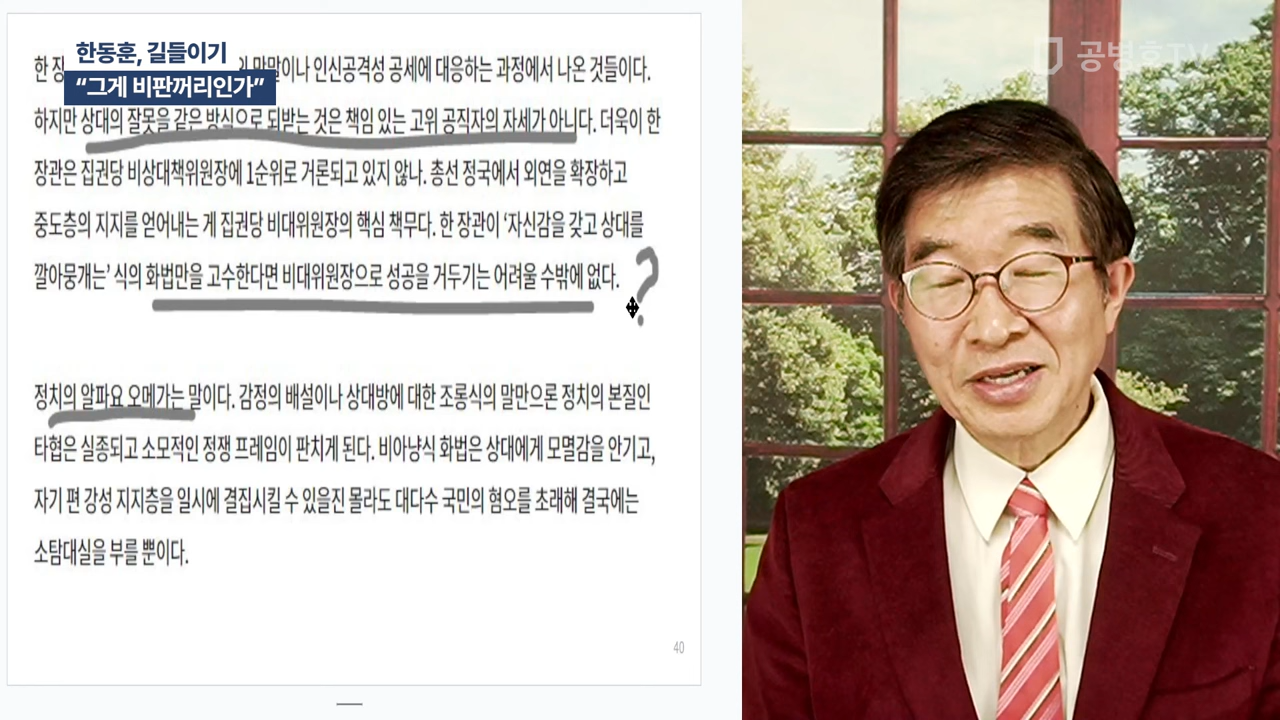 한동훈, 길들이기
“그게 비판꺼리인가”
공병호TV
한 장 막말이나 인신공격성 공세에 대응하는 과정에서 나온 것들이다.
하지만 상대의 잘못을 같은 방식으로 되받는 것은 책임 있는 고위 공직자의 자세가 아니다. 더욱이 한
장관은 집권당 비상대책위원장에 1순위로 거론되고 있지 않나. 총선 정국에서 외연을 확장하고
중도층의 지지를 얻어내는 게 집권당 비대위원장의 핵심 책무다. 한 장관이 ‘자신감을 갖고 상대를
깔아뭉개는’ 식의 화법만을 고수한다면 비대위원장으로 성공을 거두기는 어려울 수밖에 없다.
?
정치의 알파요 오메가는 말이다. 감정의 배설이나 상대방에 대한 조롱식의 말만으론 정치의 본질인
타협은 실종되고 소모적인 정쟁 프레임이 판치게 된다. 비아냥식 화법은 상대에게 모멸감을 안기고,
자기 편 강성 지지층을 일시에 결집시킬 수 있을진 몰라도 대다수 국민의 혐오를 초래해 결국에는
소탐대실을 부를 뿐이다.
40